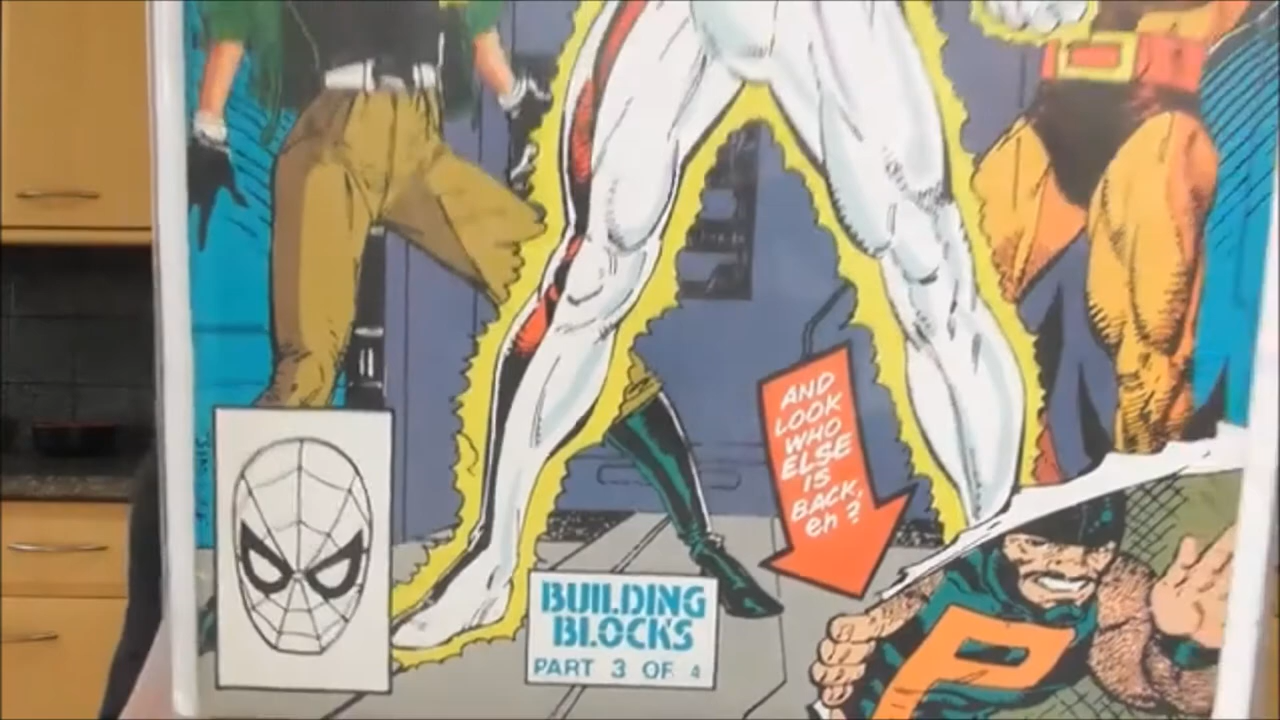 AND
LOOK
WHO
ELSE
IS
BACK,
eh?
BUILDING
BLOCKS
PART 3 OF 4
P